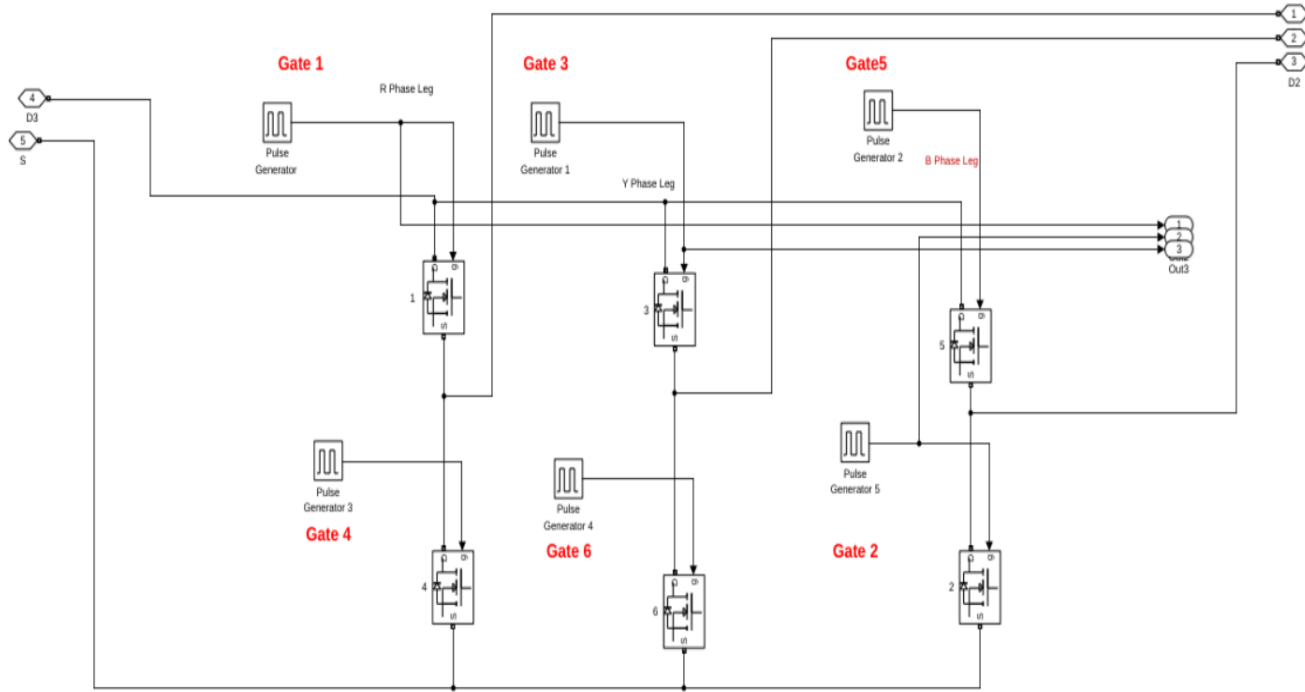 1
2
3
D2
Gate 1
Gate 3
Gate5
R Phase Leg
4
D3
5
S
Pulse
Generator
Pulse
Generator 1
Pulse
Generator 2
B Phase Leg
Y Phase Leg
1
2
3
Out3
g
1
S
g
3
S
g
5
S
Pulse
Generator 3
Gate 4
Pulse
Generator 4
Gate 6
Pulse
Generator 5
Gate 2
g
4
S
g
6
S
g
2
S